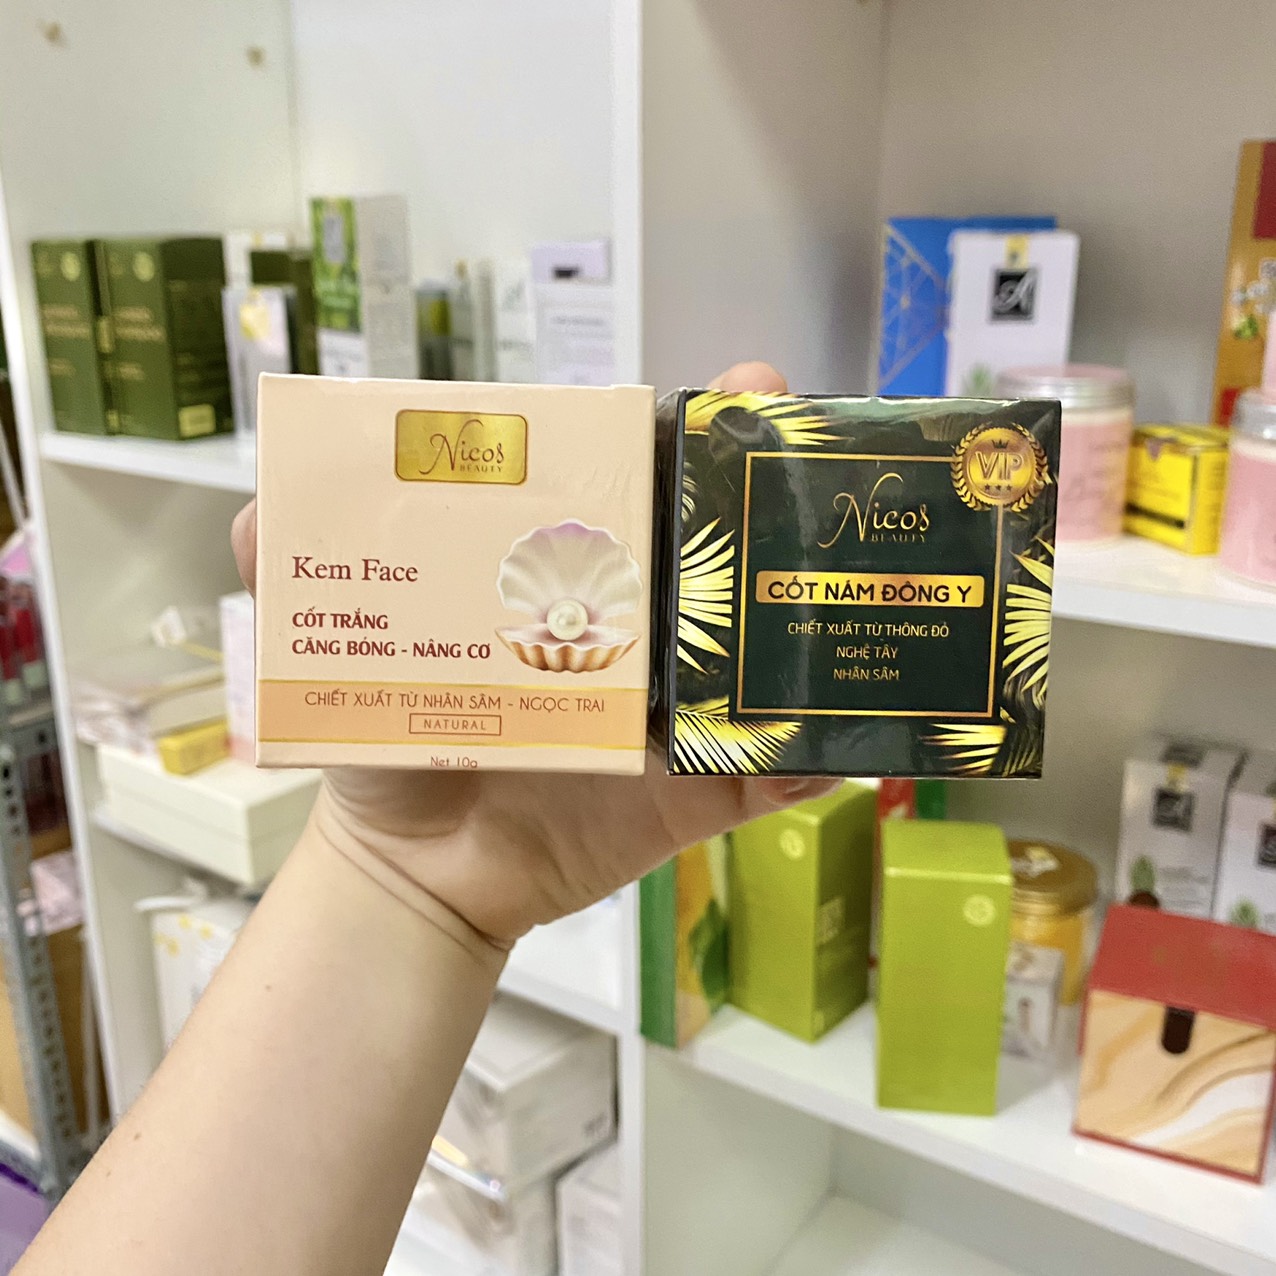 Nicos
BEAUTY
Kem Face
CỐT TRẮNG
CĂNG BÓNG - NÂNG CƠ
CHIẾT XUẤT TỪ NHÂN SÂM - NGỌC TRAI
NATURAL
Net 10g
VIP
Nicos
BEAUTY
CỐT NÁM ĐÔNG Y
CHIẾT XUẤT TỪ THÔNG ĐỎ
NGHỆ TÂY
NHÂN SÂM